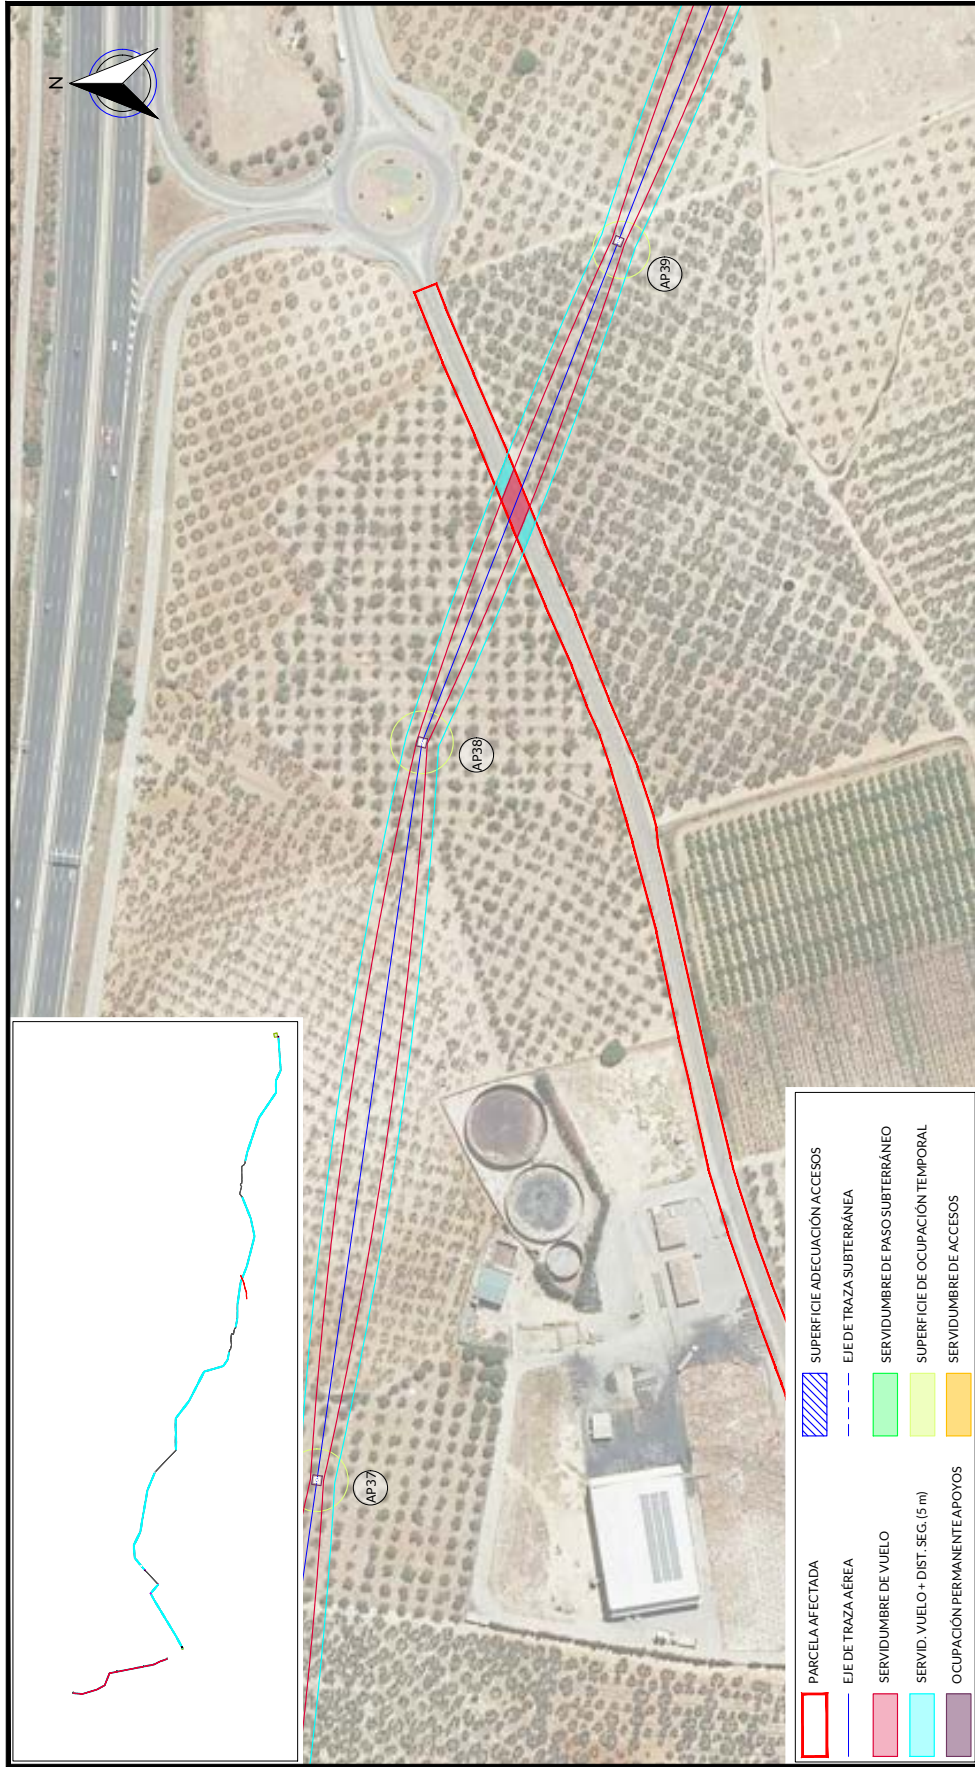 N
AP39
AP38
AP37
PARCELA AFECTADA
EJE DE TRAZA AÉREA
SERVIDUMBRE DE VUELO
SERVID. VUELO + DIST. SEG. (5 m)
OCUPACIÓN PERMANENTE APOYOS
SUPERFICIE ADECUACIÓN ACCESOS
EJE DE TRAZA SUBTERRÁNEA
SERVIDUMBRE DE PASO SUBTERRÁNEO
SUPERFICIE DE OCUPACIÓN TEMPORAL
SERVIDUMBRE DE ACCESOS